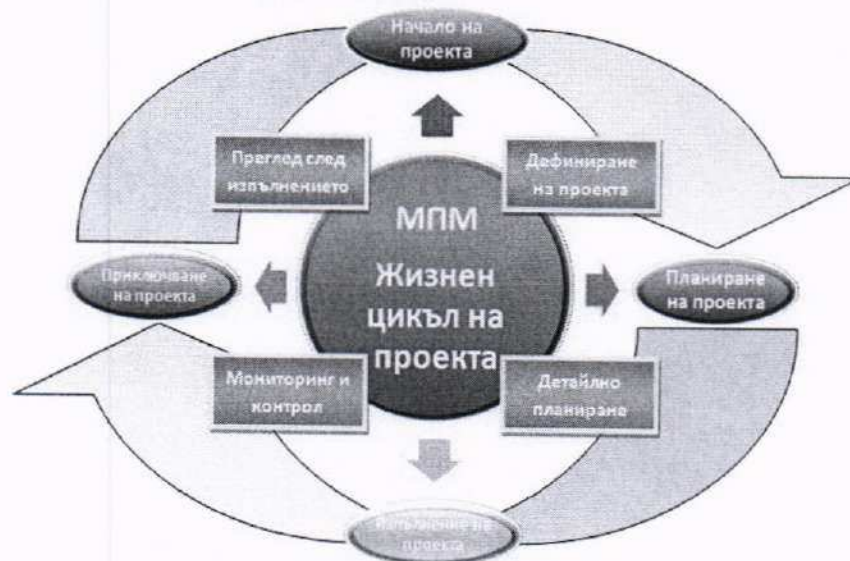 Начало на
проекта
Преглед след
изпълнението
Дефиниране
на проекта
МПМ
Жизнен
цикъл на
проекта
Приключване
на проекта
Планиране
на проекта
Мониторинг и
контрол
Детайлно
планиране
Изпълнение на
проекта